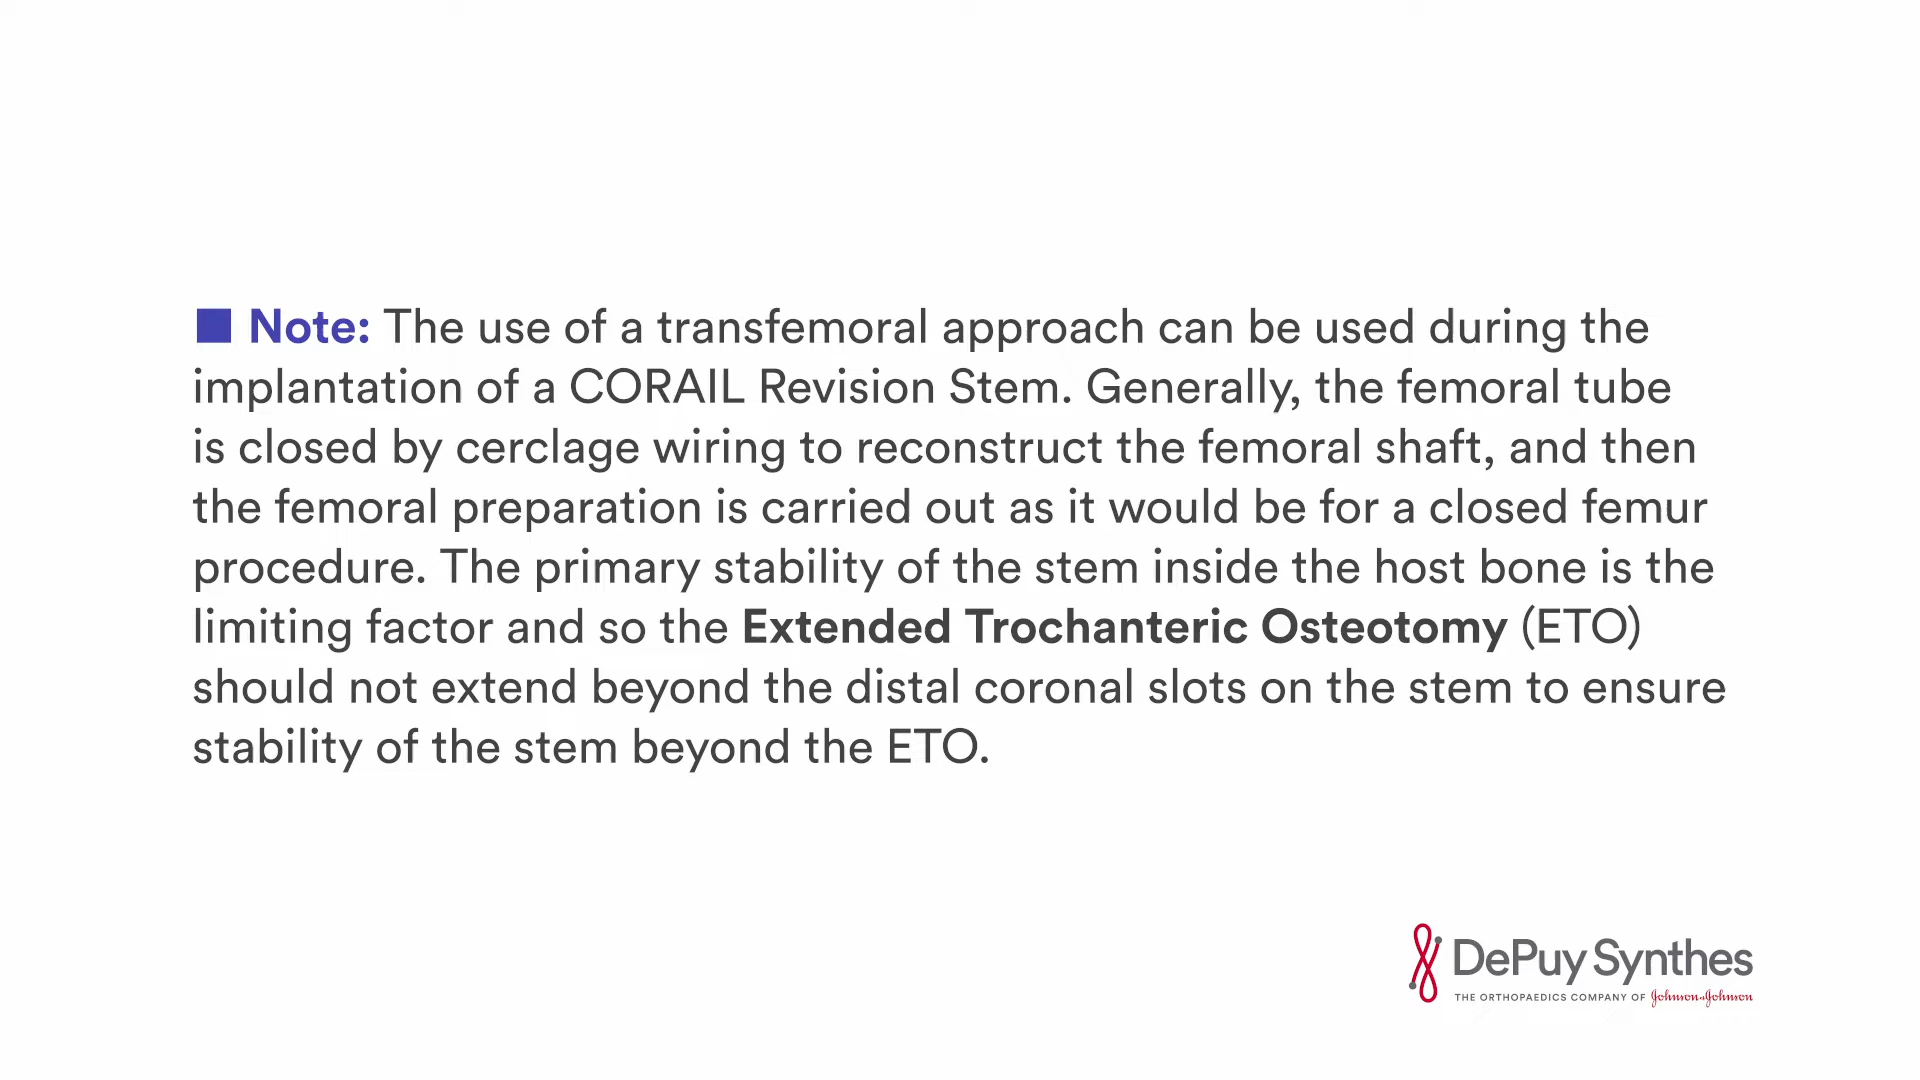 ■ Note: The use of a transfemoral approach can be used during the
implantation of a CORAIL Revision Stem. Generally, the femoral tube
is closed by cerclage wiring to reconstruct the femoral shaft, and then
the femoral preparation is carried out as it would be for a closed femur
procedure. The primary stability of the stem inside the host bone is the
limiting factor and so the Extended Trochanteric Osteotomy (ETO)
should not extend beyond the distal coronal slots on the stem to ensure
stability of the stem beyond the ETO.
DePuy Synthes
THE ORTHOPAEDICS COMPANY OF Johnson & Johnson